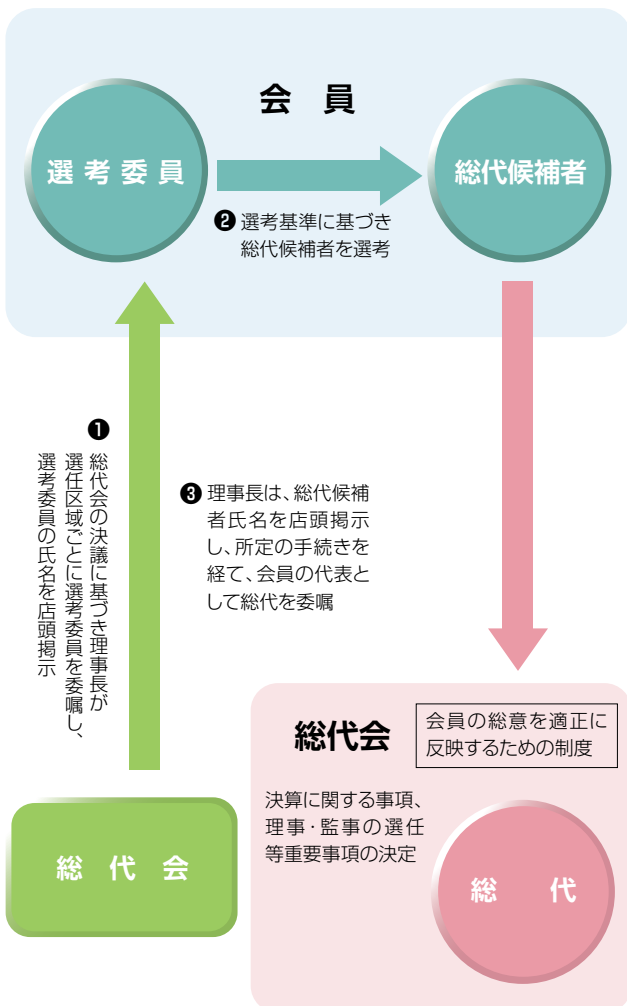 会　員
選考委員
総代候補者
❷ 選考基準に基づき
総代候補者を選考
❶
総代会の決議に基づき理事長が
選任区域ごとに選考委員を委嘱し、
選考委員の氏名を店頭掲示
❸ 理事長は、総代候補
者氏名を店頭掲示
し、所定の手続きを
経て、会員の代表と
して総代を委嘱
総代会
会員の総意を適正に
反映するための制度
決算に関する事項、
理事・監事の選任
等重要事項の決定
総　代　会
総　代